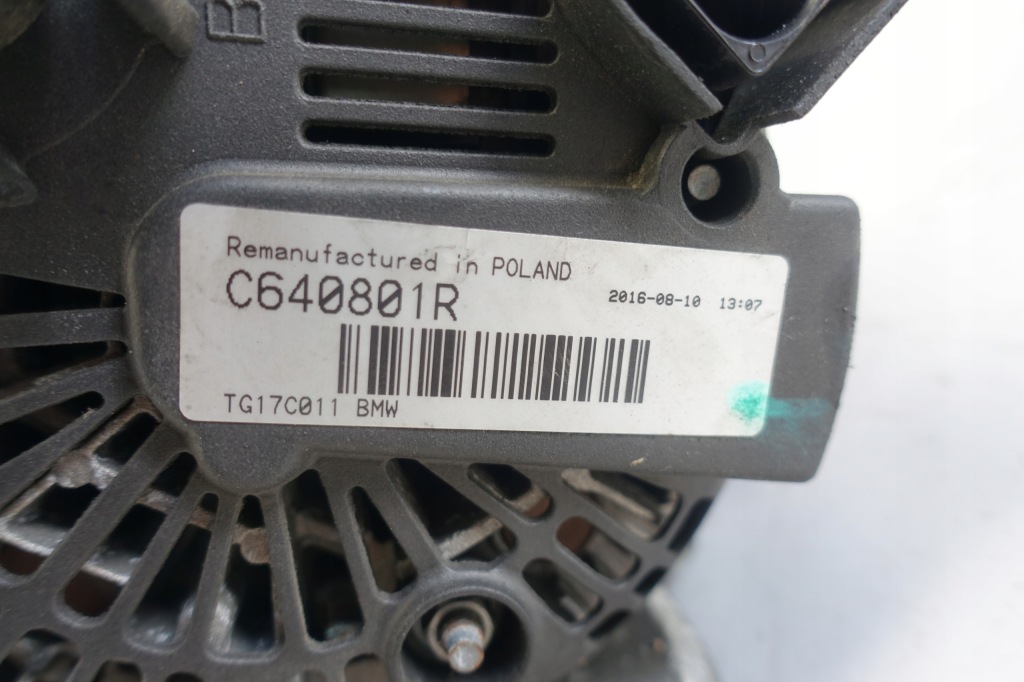 B
Remanufactured in POLAND
C640801R 2016-08-10 13:07
TG17C011 BMW